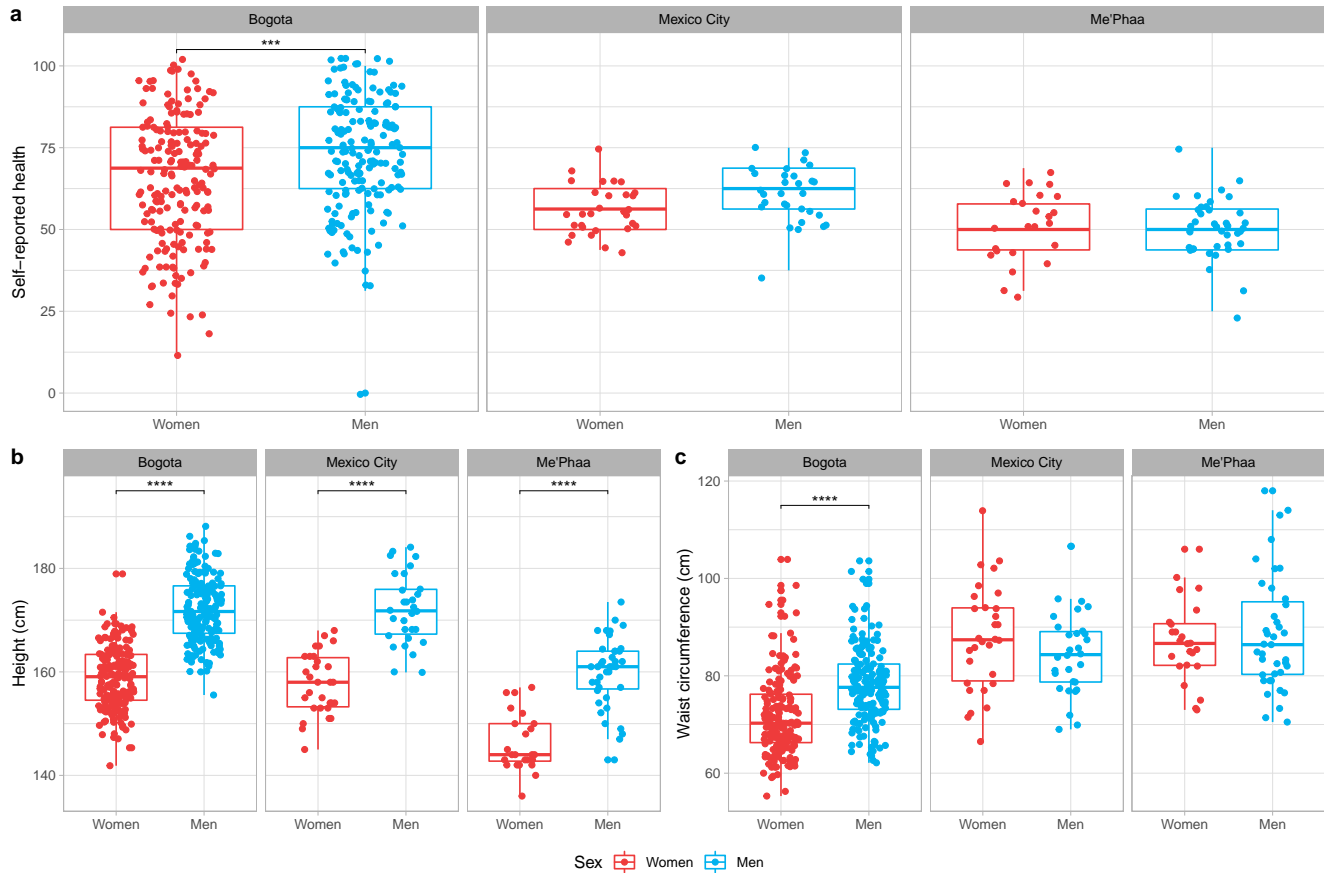 a
Bogota
Mexico City
Me'Phaa
***
Self−reported health
100
75
50
25
0
Women
Men
Women
Men
Women
Men
b
Bogota
Mexico City
Me'Phaa
****
****
****
Height (cm)
180
160
140
Women
Men
Women
Men
Women
Men
c
Bogota
Mexico City
Me'Phaa
****
Waist circumference (cm)
120
100
80
60
Women
Men
Women
Men
Women
Men
Sex Women Men